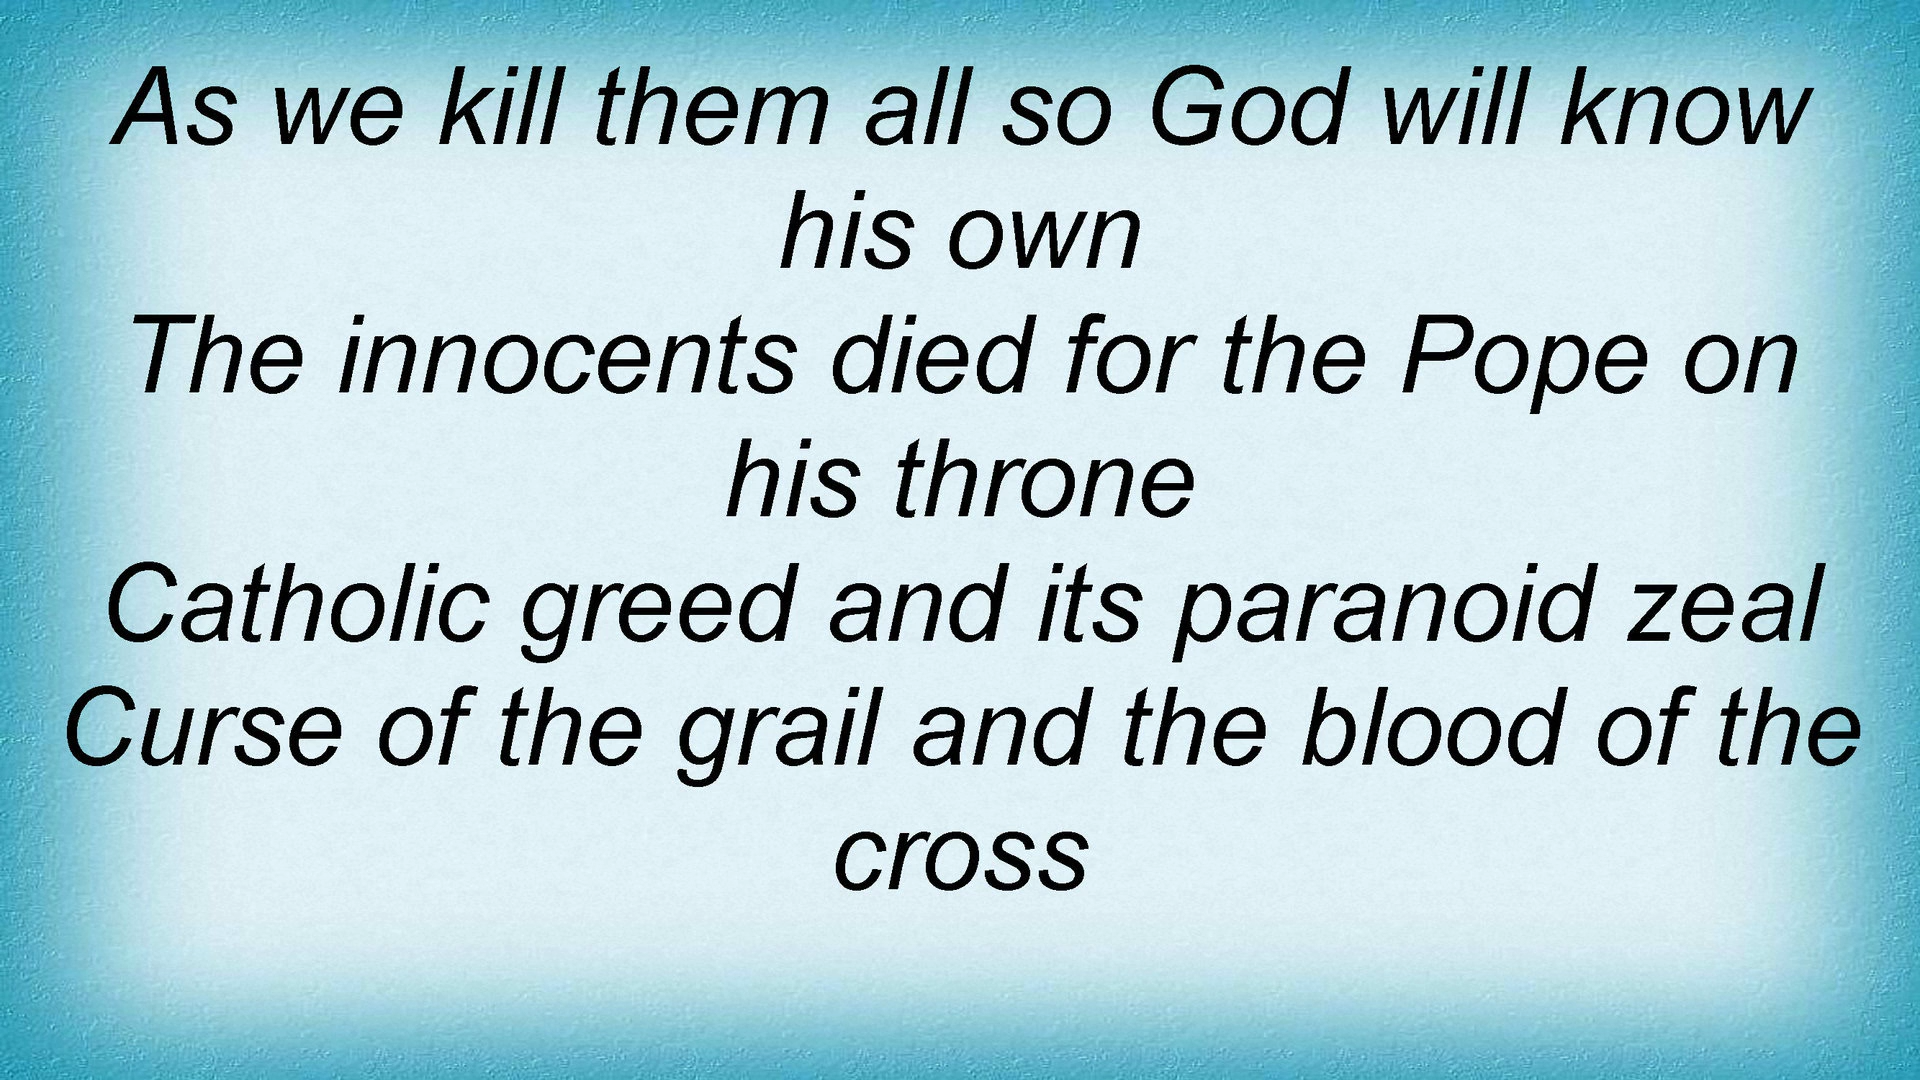 As we kill them all so God will know
his own
The innocents died for the Pope on
his throne
Catholic greed and its paranoid zeal
Curse of the grail and the blood of the
cross